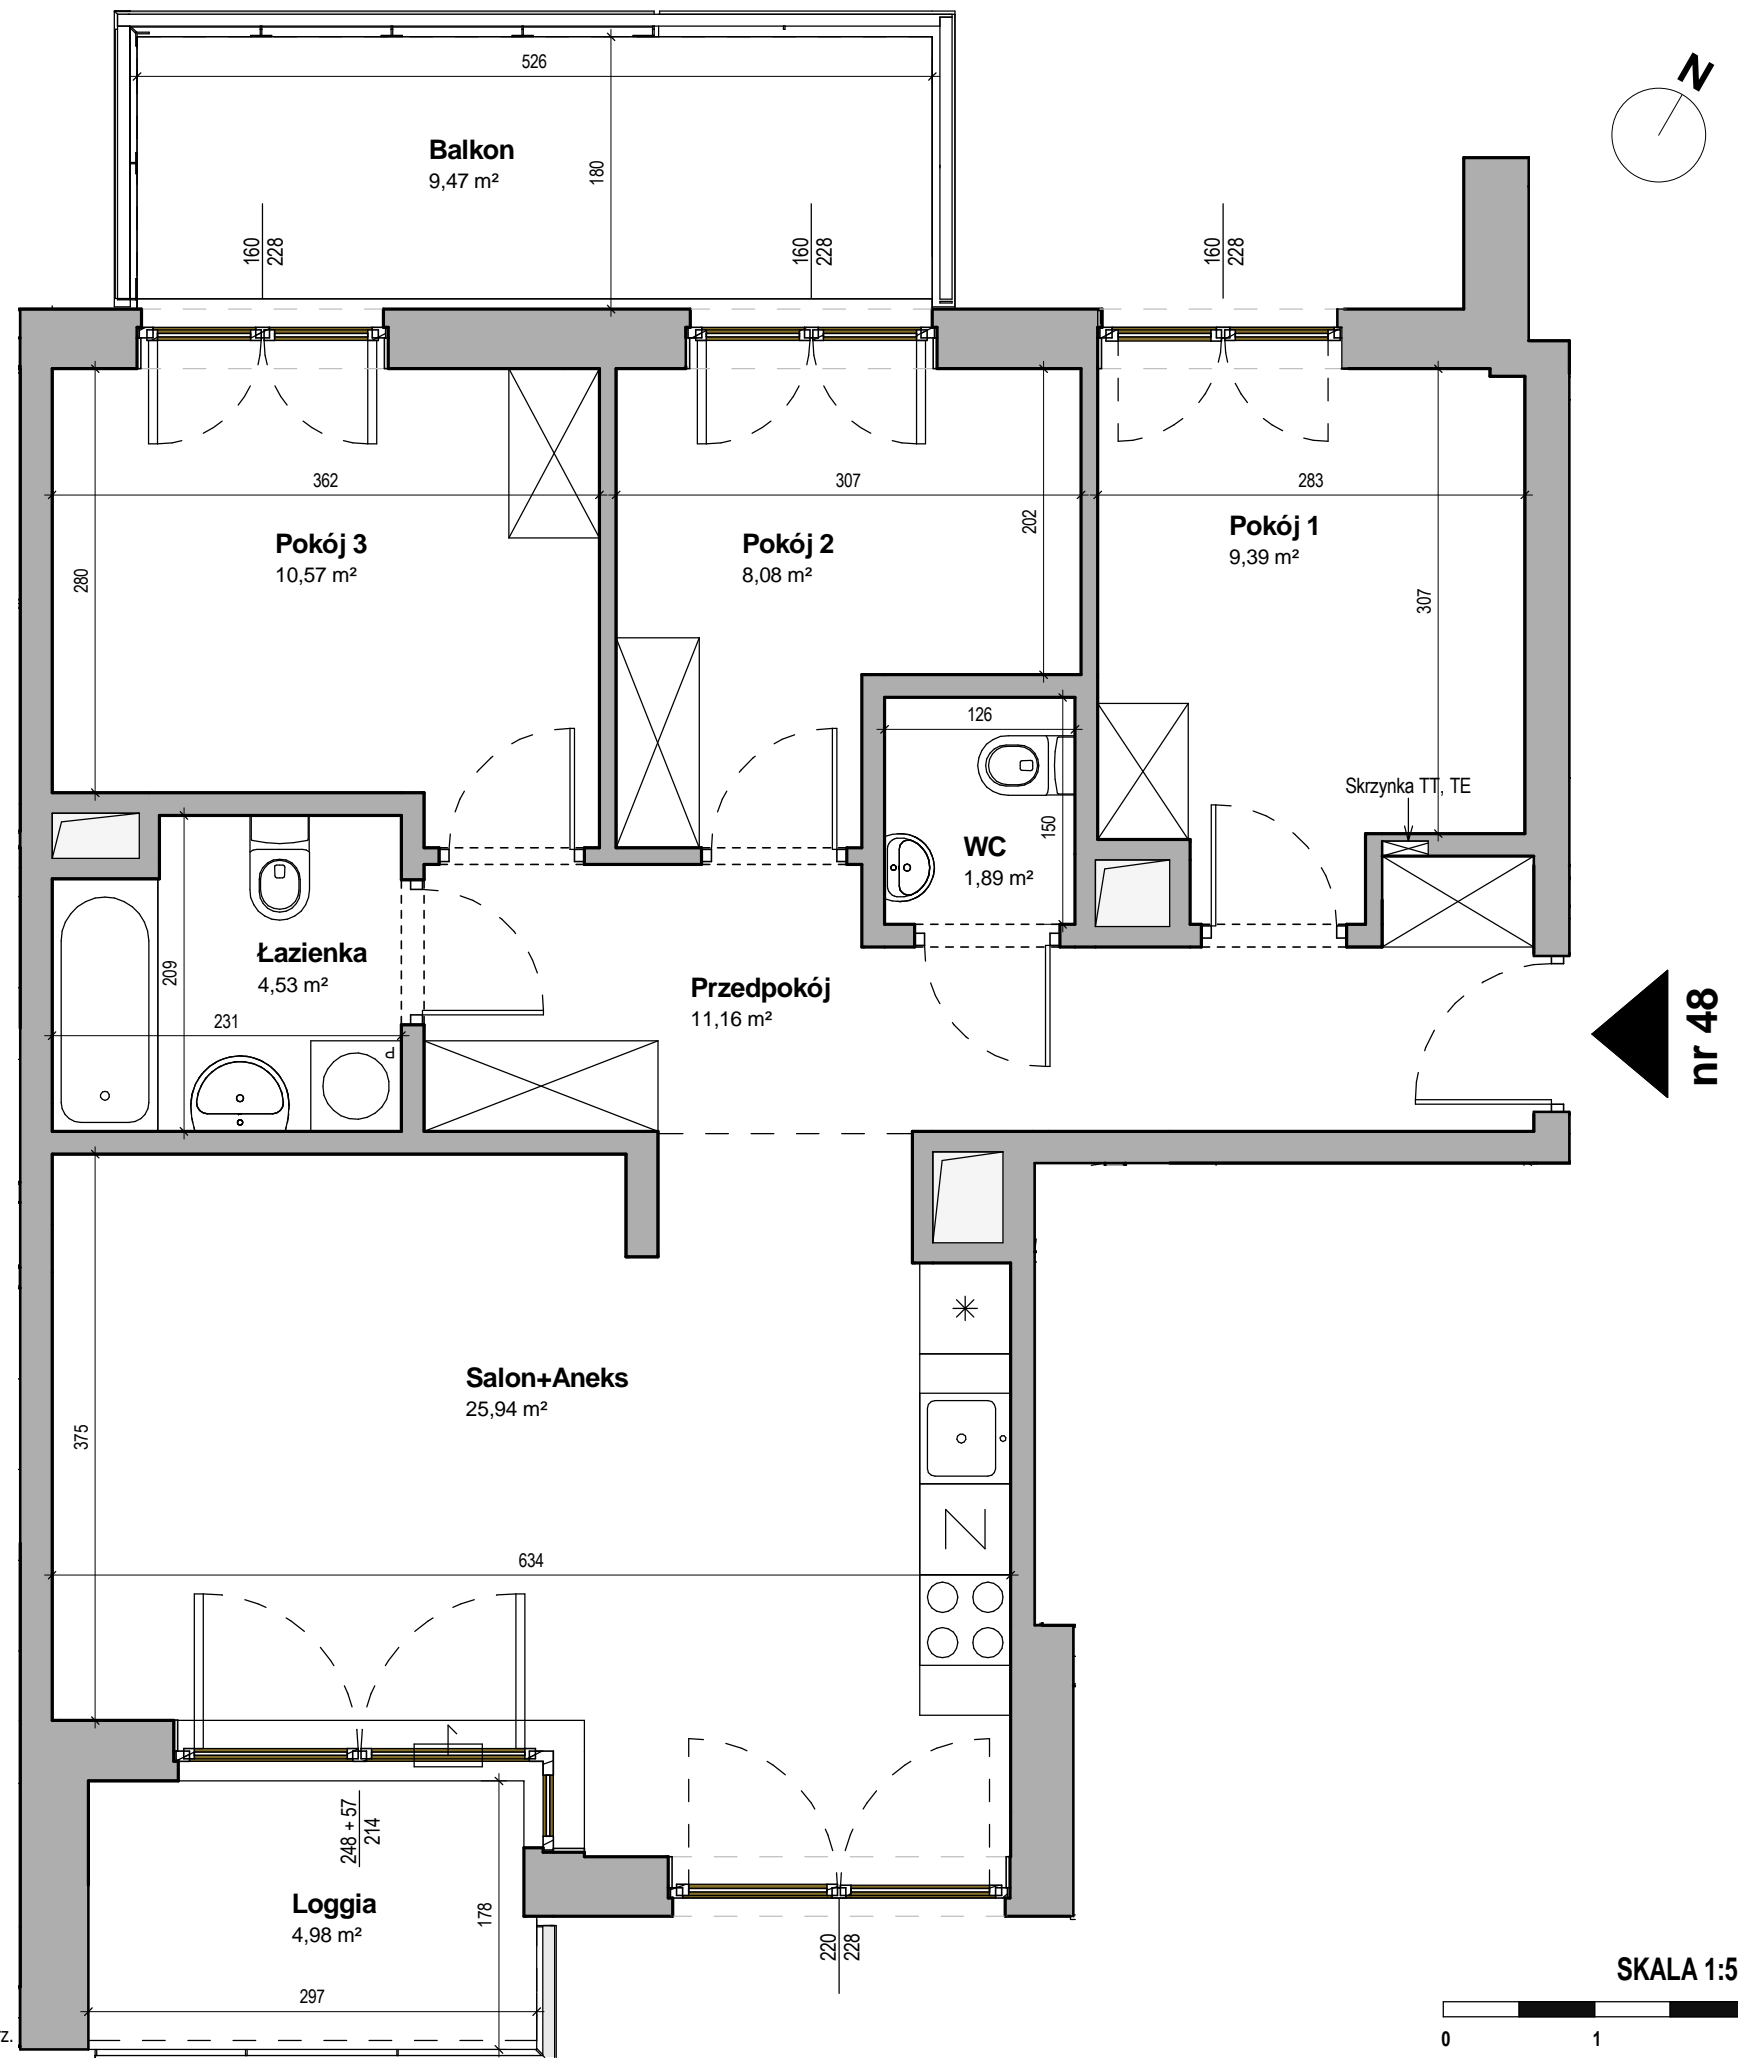 N
526
Balkon
9,47 m²
180
160
228
160
228
160
228
362
307
283
202
Pokój 3
10,57 m²
Pokój 2
8,08 m²
Pokój 1
9,39 m²
280
307
126
Skrzynka TT, TE
150
WC
1,89 m²
Łazienka
4,53 m²
209
231
Przedpokój
11,16 m²
nr 48
Salon+Aneks
25,94 m²
375
634
248 + 57
214
Loggia
4,98 m²
178
220
228
297
SKALA 1:5
0
1
z.